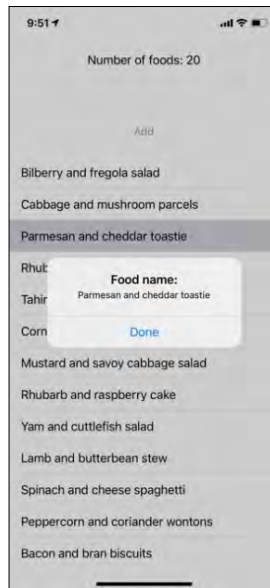 9:51
Number of foods: 20
Add
Bilberry and fregola salad
Cabbage and mushroom parcels
Parmesan and cheddar toastie
Rhub
Food name:
Parmesan and cheddar toastie
Tahir
Corn
Done
Mustard and savoy cabbage salad
Rhubarb and raspberry cake
Yam and cuttlefish salad
Lamb and butterbean stew
Spinach and cheese spaghetti
Peppercorn and coriander wontons
Bacon and bran biscuits